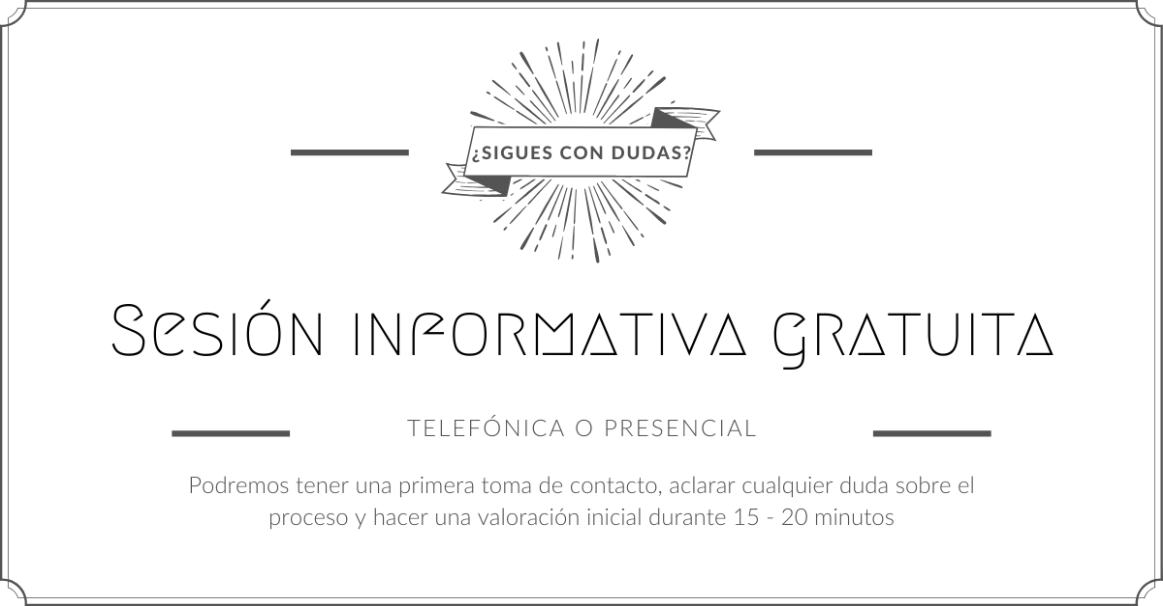 ¿SIGUES CON DUDAS?
SeSIÓN INFORMATIVA GRATUITA
TELEFÓNICA O PRESENCIAL
Podremos tener una primera toma de contacto, aclarar cualquier duda sobre el
proceso y hacer una valoración inicial durante 15 - 20 minutos